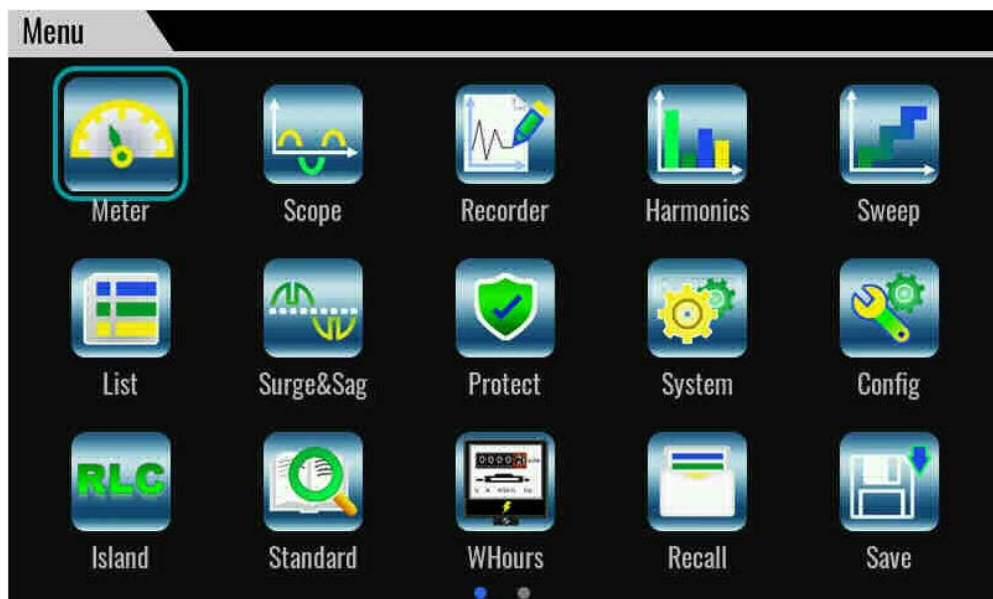 Menu
Meter Scope Recorder Harmonics Sweep
List Surge&Sag Protect System Config
RLC
Island Standard WHours Recall Save